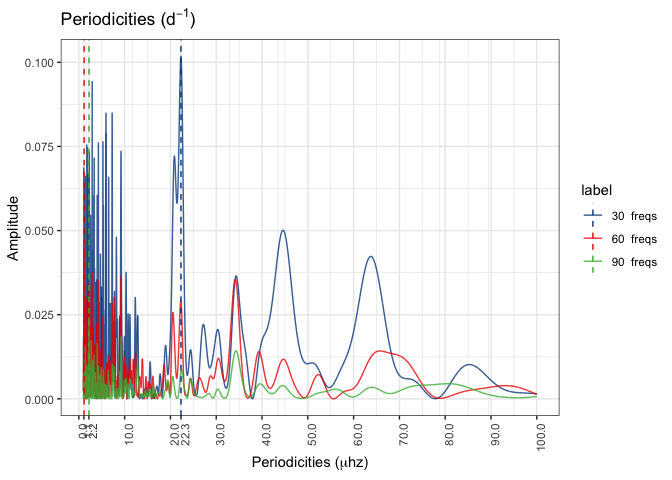 Periodicities (d⁻¹)
Amplitude
0.100
0.075
0.050
0.025
0.000
0.0
2.2
10.0
20.0
22.3
30.0
40.0
50.0
60.0
70.0
80.0
90.0
100.0
Periodicities (μhz)
label
30 freqs
60 freqs
90 freqs